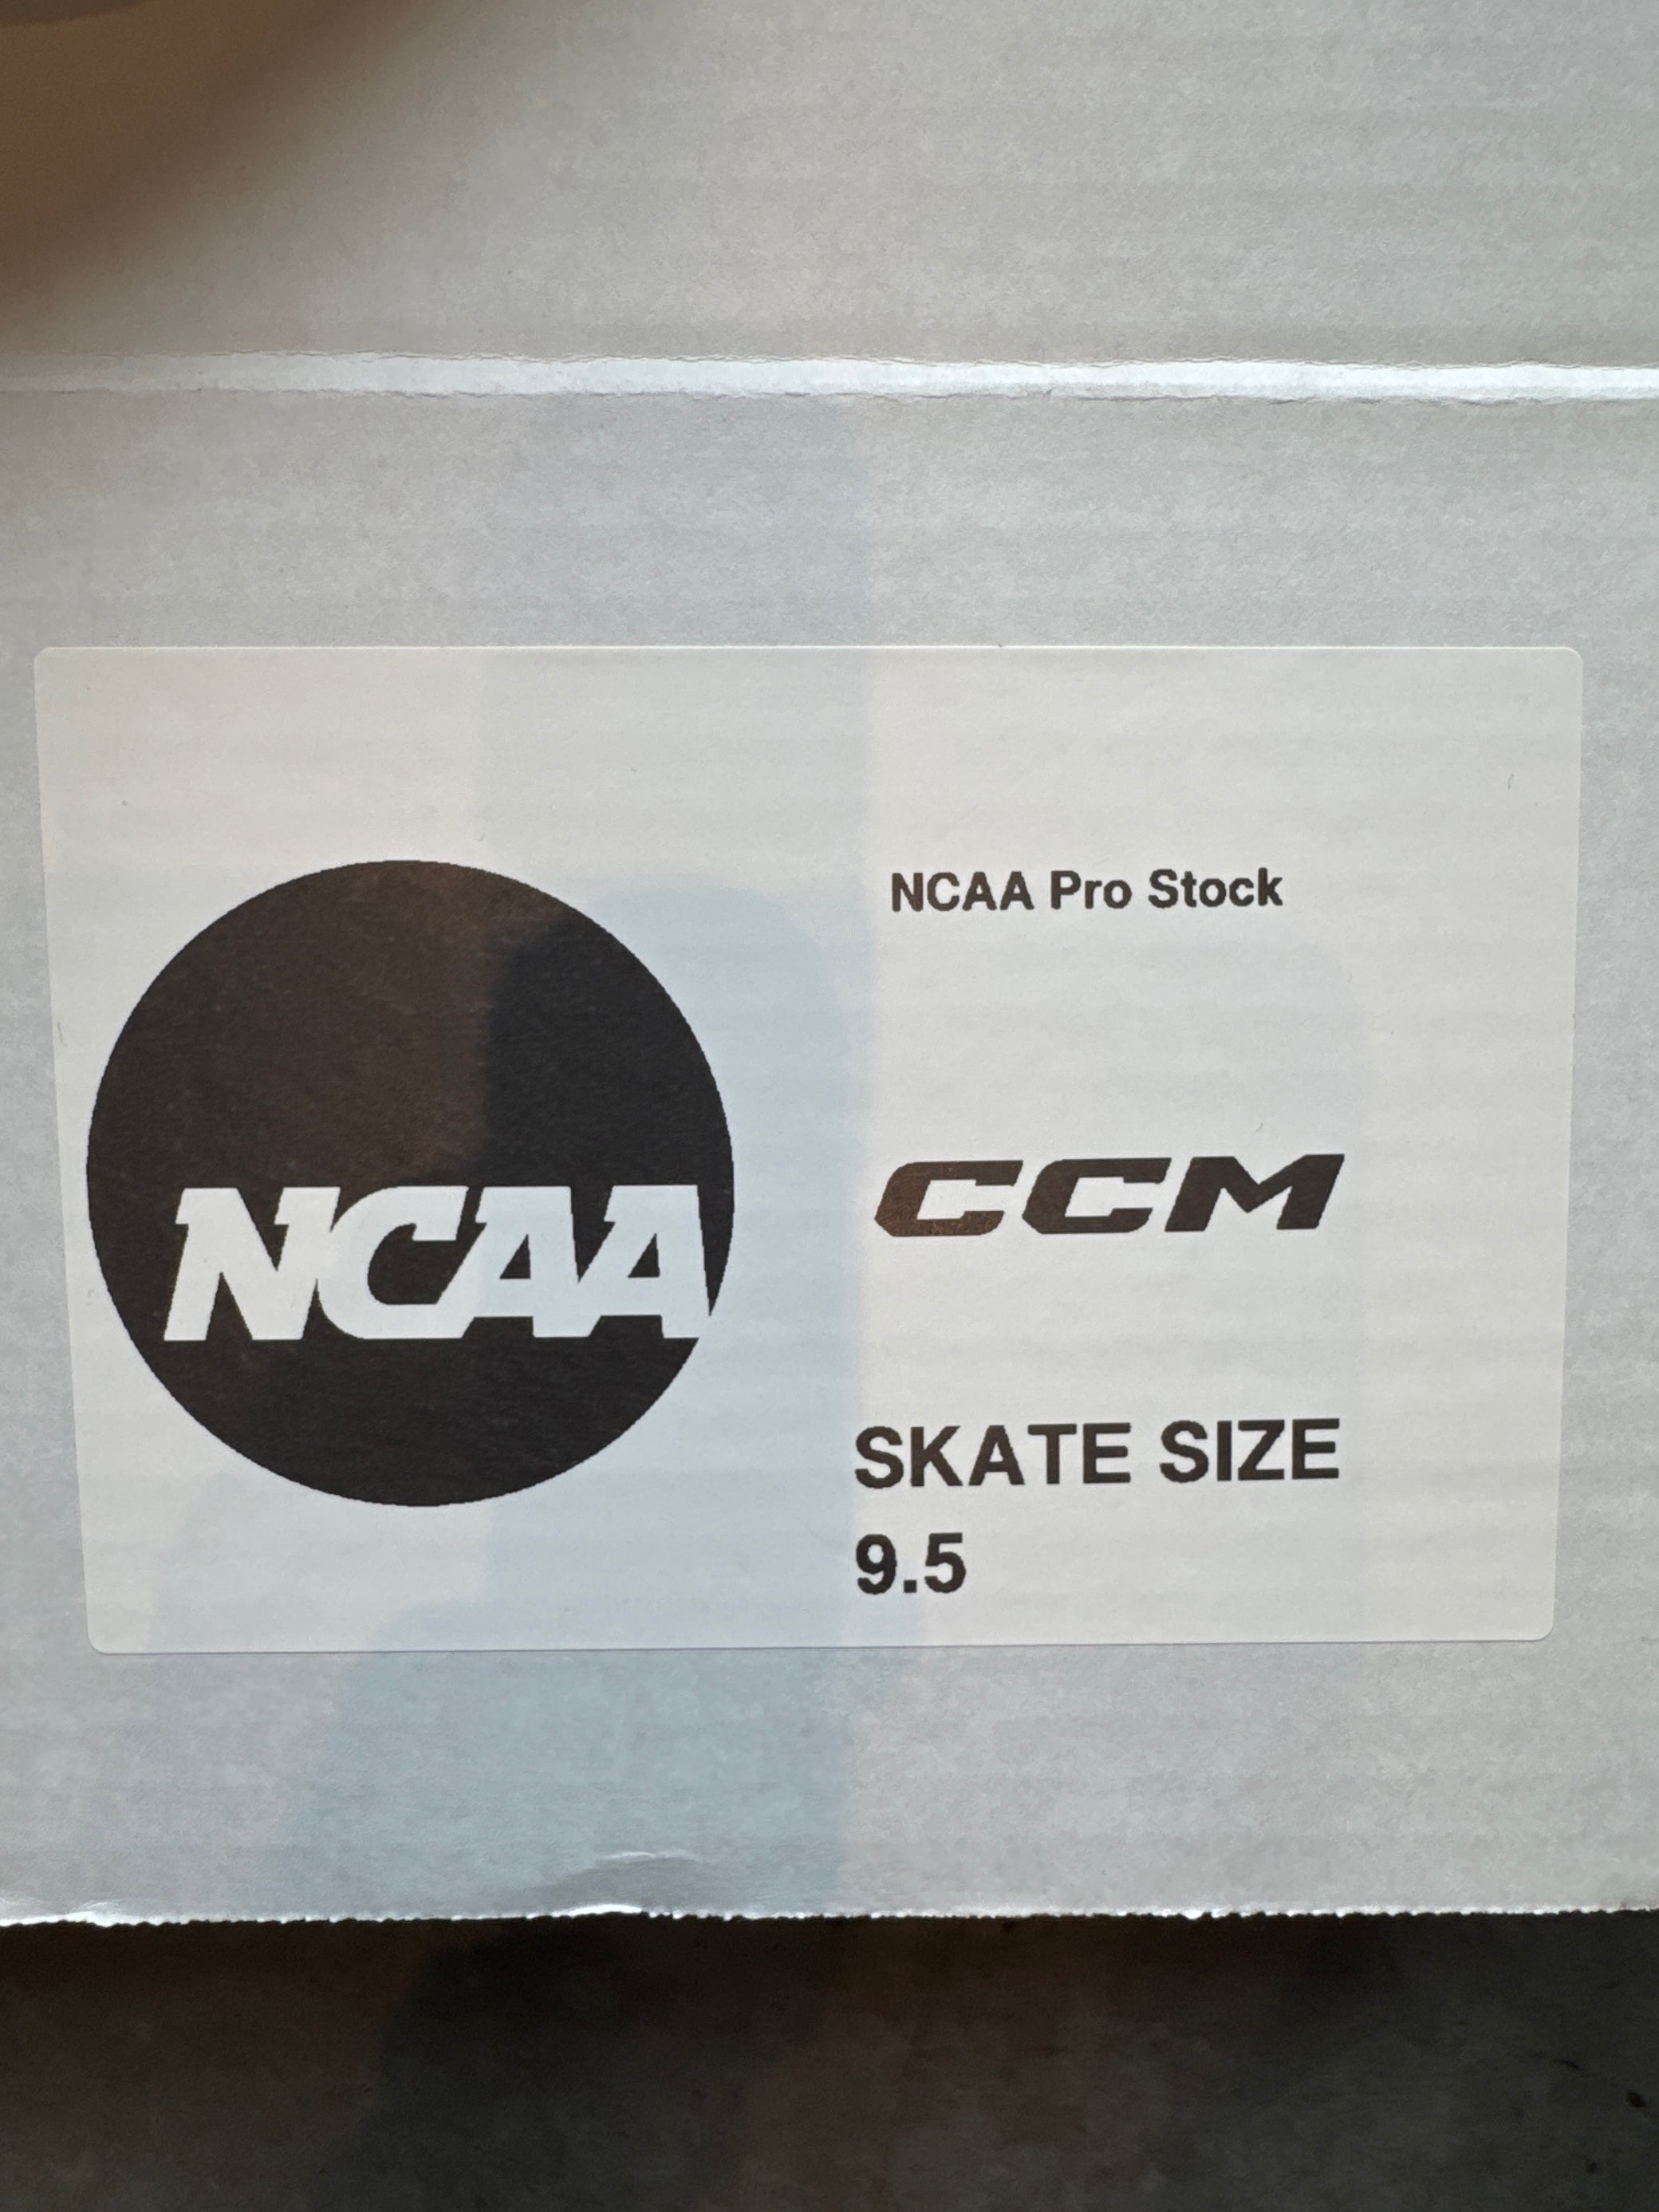 NCAA
NCAA Pro Stock
CCM
SKATE SIZE
9.5